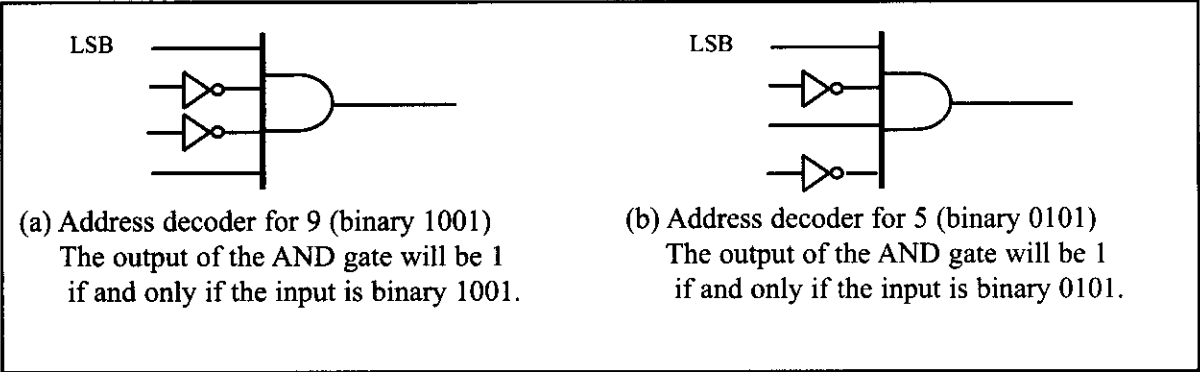 LSB
LSB
(a) Address decoder for 9 (binary 1001)
The output of the AND gate will be 1
if and only if the input is binary 1001.
(b) Address decoder for 5 (binary 0101)
The output of the AND gate will be 1
if and only if the input is binary 0101.